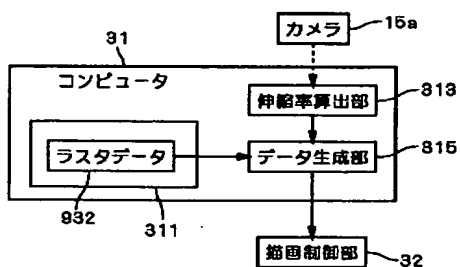 カメラ
15a
31
コンピュータ
伸縮率算出部
313
ラスタデータ
データ生成部
315
932
311
描画制御部
32